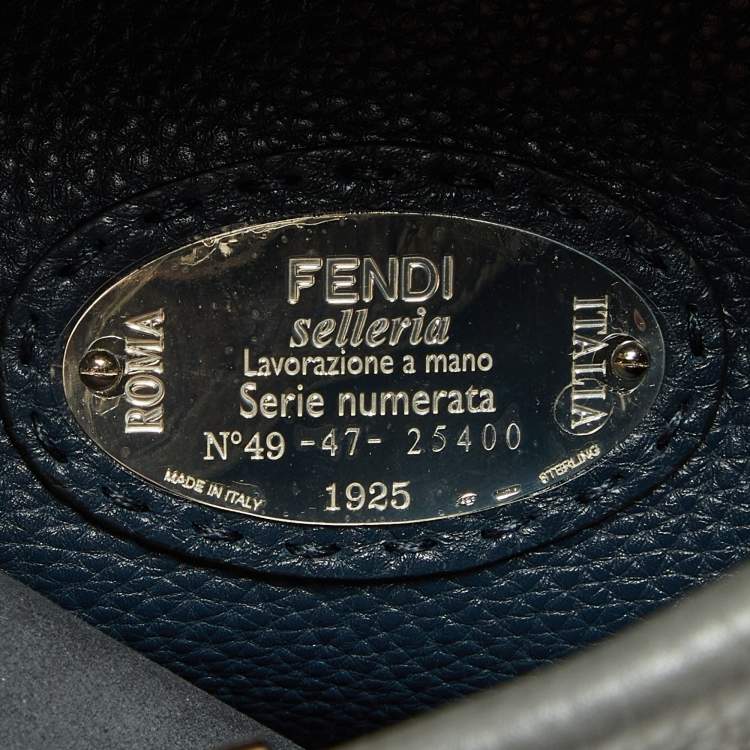 FENDI
selleria
Lavorazione a mano
Serie numerata
N°49 -47- 25400
1925
ROMA
ITALIA
MADE IN ITALY
STERLING